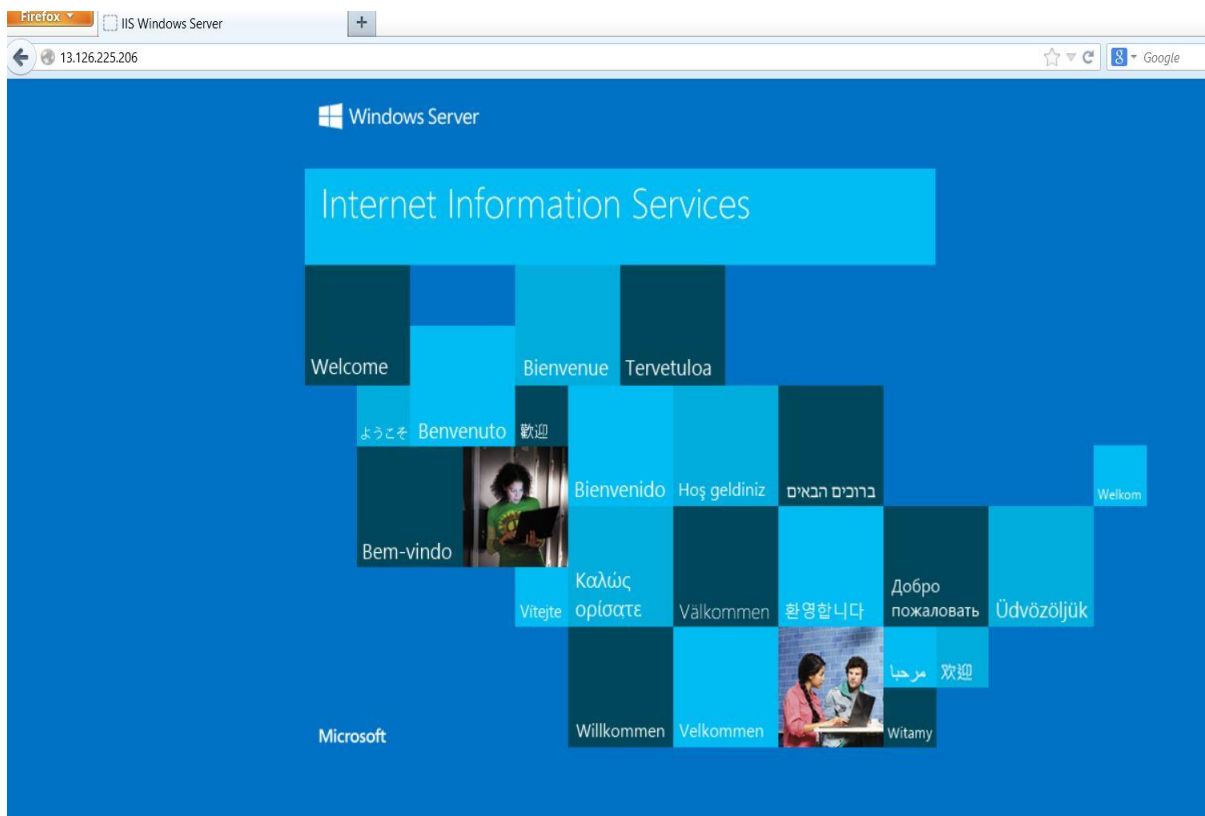 Firefox
IIS Windows Server
+
13.126.225.206
8
Google
Windows Server
Internet Information Services
Welcome
Bienvenue
Tervetuloa
ようこそ
Benvenuto
歡迎
Bienvenido
Hoş geldiniz
ברוכים הבאים
Welkom
Bem-vindo
Vítejte
Καλώς
ορίσατε
Välkommen
환영합니다
Добро
пожаловать
Üdvözöljük
مرحبا
欢迎
Willkommen
Velkommen
Witamy
Microsoft